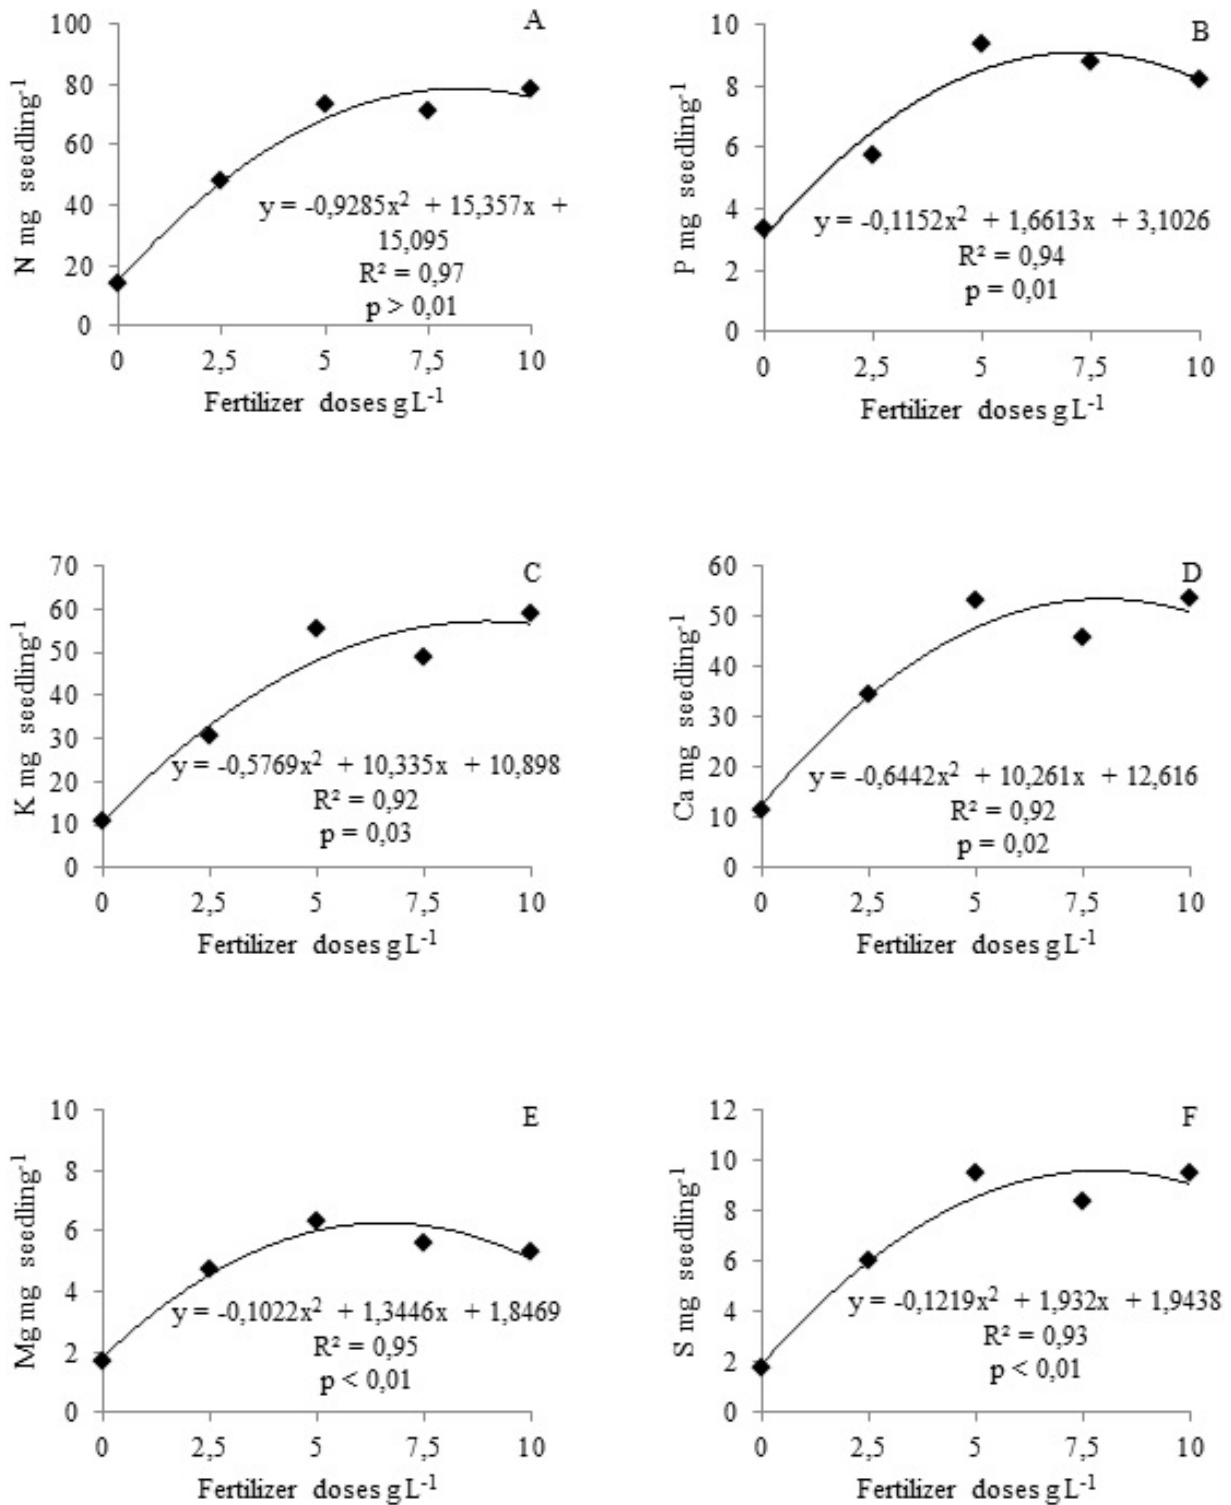 A
N mg seedling-1
100
80
60
40
20
0
y = -0,9285x2 + 15,357x +
15,095
R² = 0,97
p > 0,01
0 2,5 5 7,5 10
Fertilizer doses g L-1
B
P mg seedling-1
10
8
6
4
2
0
y = -0,1152x2 + 1,6613x + 3,1026
R² = 0,94
p = 0,01
0 2,5 5 7,5 10
Fertilizer doses g L-1
C
K mg seedling-1
70
60
50
40
30
20
10
0
y = -0,5769x2 + 10,335x + 10,898
R² = 0,92
p = 0,03
0 2,5 5 7,5 10
Fertilizer doses g L-1
D
Ca mg seedling-1
60
50
40
30
20
10
0
y = -0,6442x2 + 10,261x + 12,616
R² = 0,92
p = 0,02
0 2,5 5 7,5 10
Fertilizer doses g L-1
E
Mg mg seedling-1
10
8
6
4
2
0
y = -0,1022x2 + 1,3446x + 1,8469
R² = 0,95
p < 0,01
0 2,5 5 7,5 10
Fertilizer doses g L-1
F
S mg seedling-1
12
10
8
6
4
2
0
y = -0,1219x2 + 1,932x + 1,9438
R² = 0,93
p < 0,01
0 2,5 5 7,5 10
Fertilizer doses g L-1